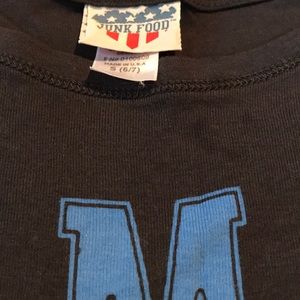 JUNK FOOD
MADE IN U.S.A
S (6/7)
M